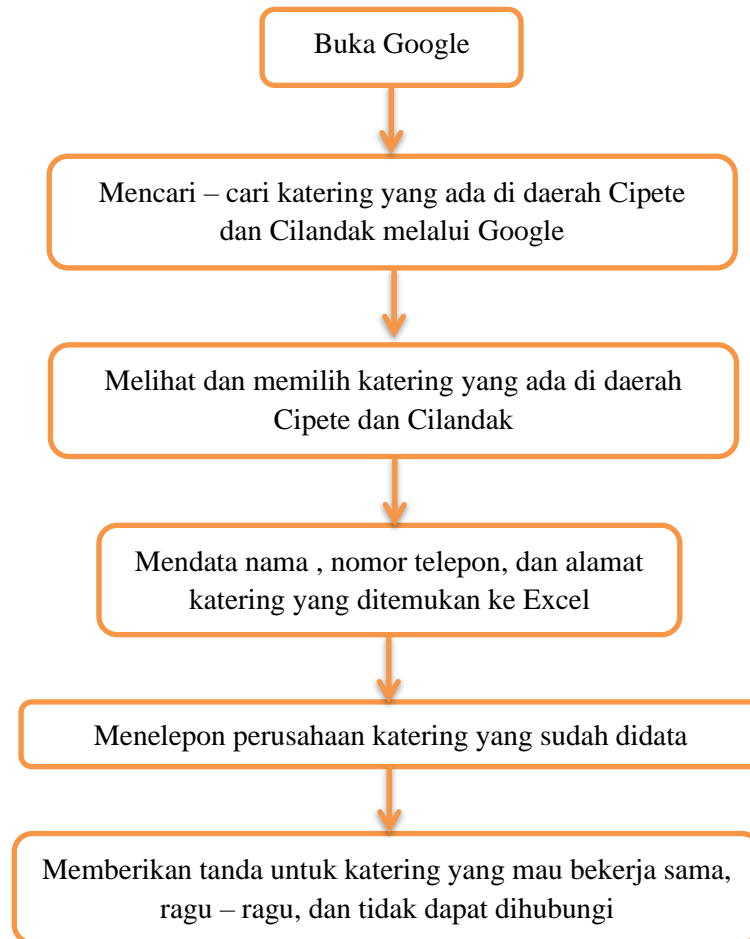 Buka Google
Mencari – cari katering yang ada di daerah Cipete
dan Cilandak melalui Google
Melihat dan memilih katering yang ada di daerah
Cipete dan Cilandak
Mendata nama , nomor telepon, dan alamat
katering yang ditemukan ke Excel
Menelepon perusahaan katering yang sudah didata
Memberikan tanda untuk katering yang mau bekerja sama,
ragu – ragu, dan tidak dapat dihubungi